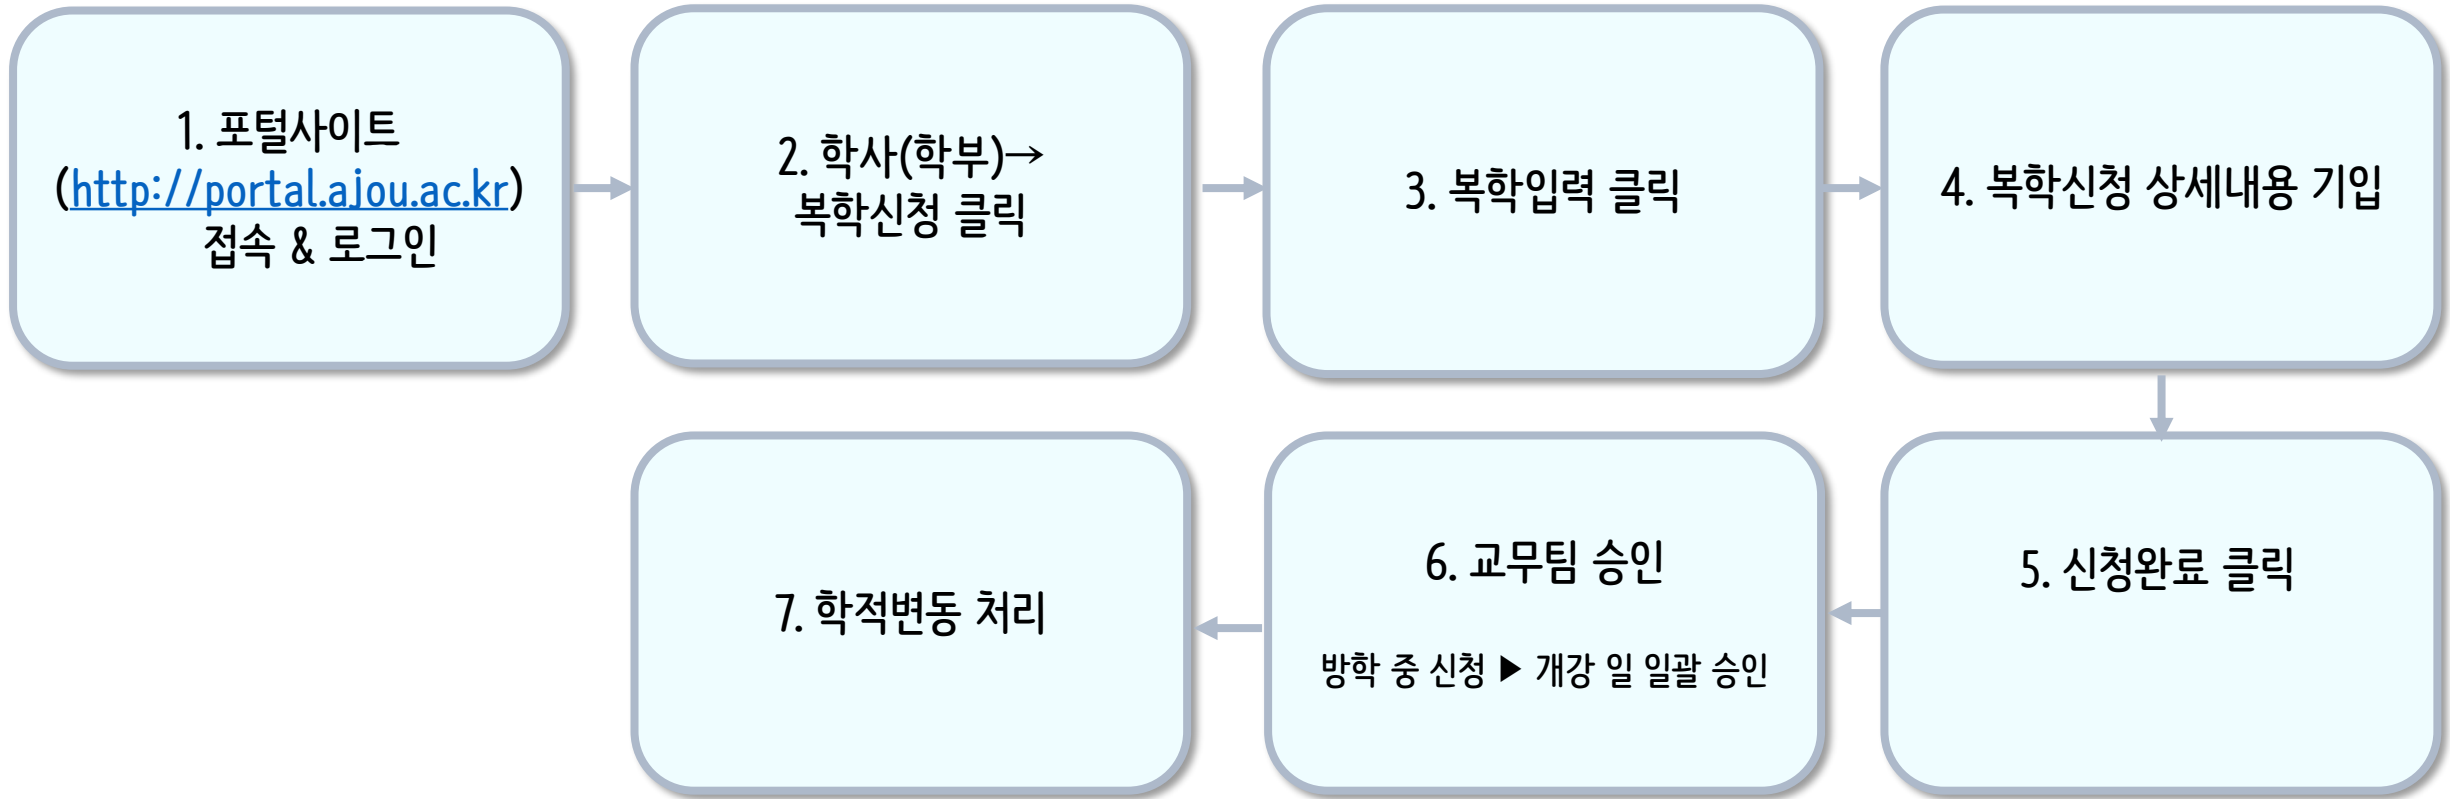 1. 포털사이트
(http://portal.ajou.ac.kr)
접속 & 로그인
2. 학사(학부)→
복학신청 클릭
3. 복학입력 클릭
4. 복학신청 상세내용 기입
5. 신청완료 클릭
6. 교무팀 승인
방학 중 신청 ▶ 개강 일 일괄 승인
7. 학적변동 처리